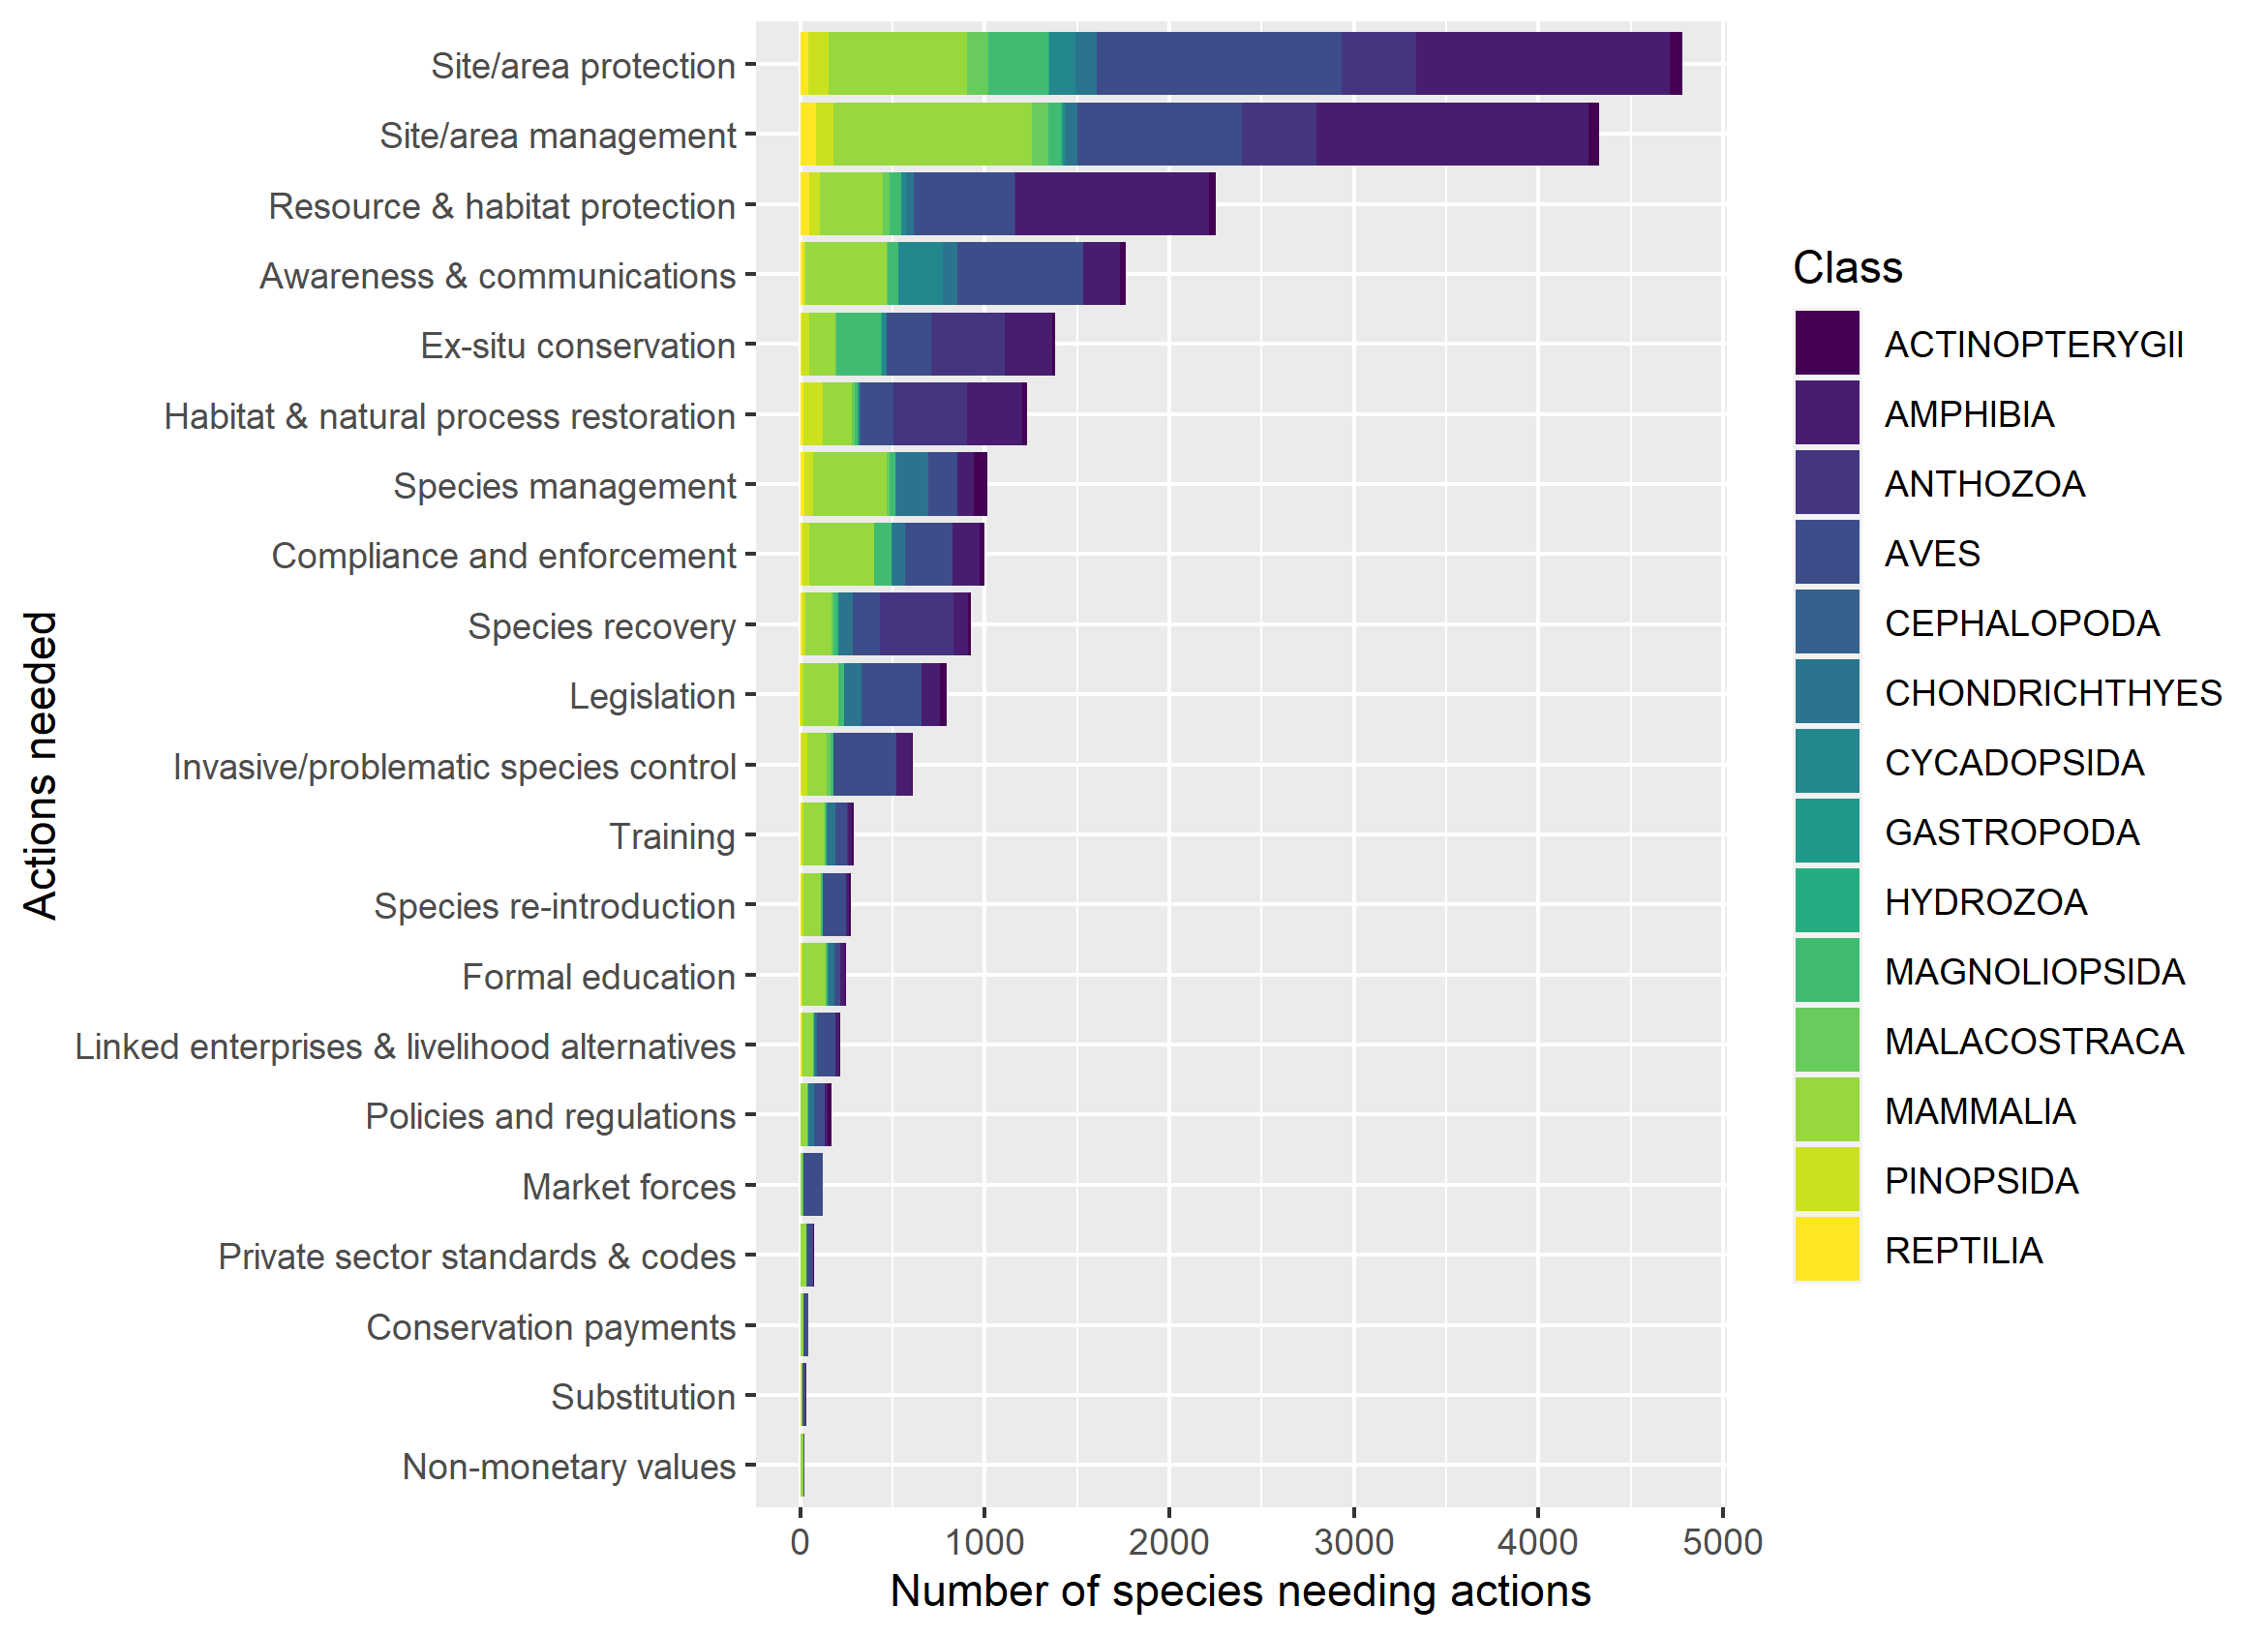 Site/area protection
Site/area management
Resource & habitat protection
Awareness & communications
Ex-situ conservation
Habitat & natural process restoration
Species management
Compliance and enforcement
Species recovery
Legislation
Invasive/problematic species control
Training
Species re-introduction
Formal education
Linked enterprises & livelihood alternatives
Policies and regulations
Market forces
Private sector standards & codes
Conservation payments
Substitution
Non-monetary values
Actions needed
0 1000 2000 3000 4000 5000
Number of species needing actions
Class
ACTINOPTERYGII
AMPHIBIA
ANTHOZOA
AVES
CEPHALOPODA
CHONDRICHTHYES
CYCADOPSIDA
GASTROPODA
HYDROZOA
MAGNOLIOPSIDA
MALACOSTRACA
MAMMALIA
PINOPSIDA
REPTILIA